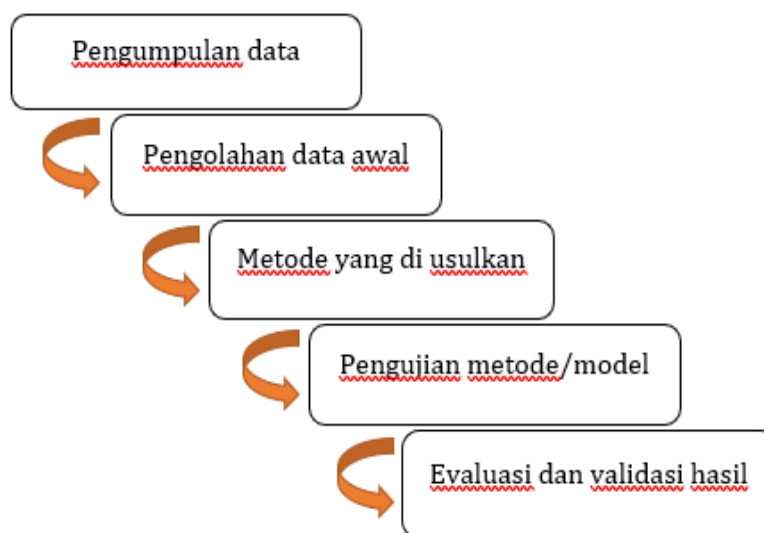 Pengumpulan data
Pengolahan data awal
Metode yang di usulkan
Pengujian metode/model
Evaluasi dan validasi hasil